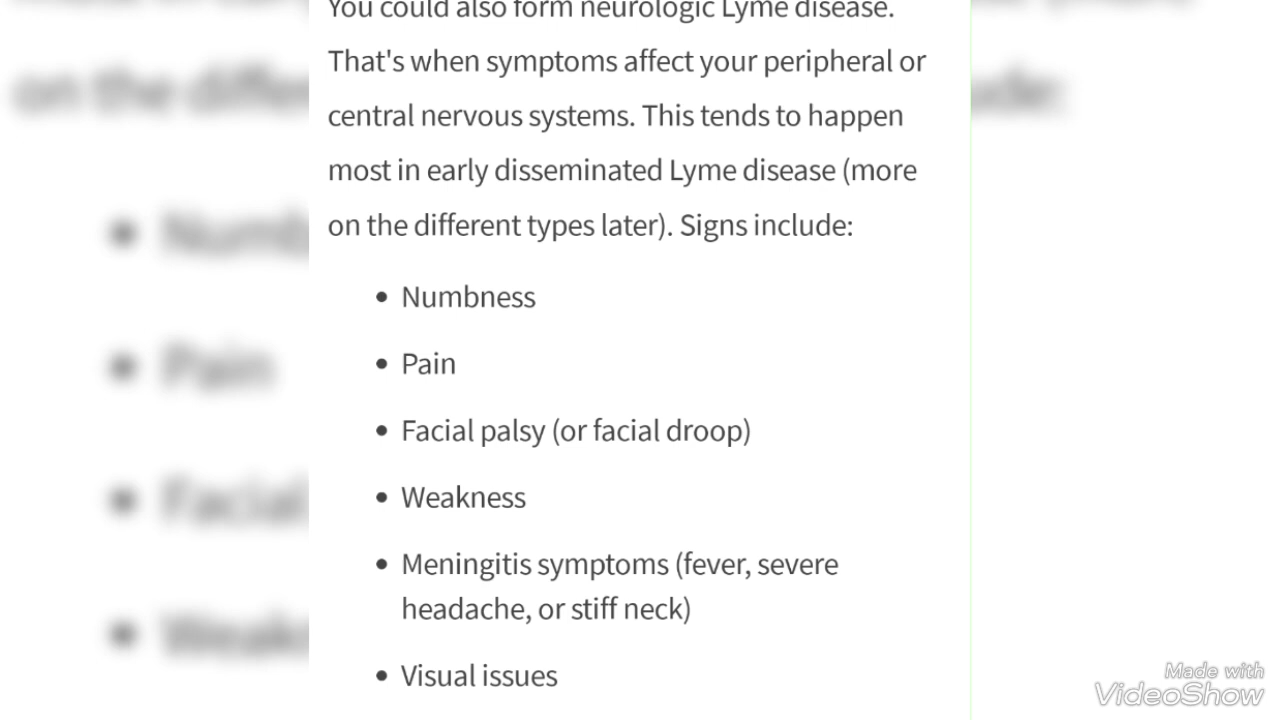 You could also form neurologic Lyme disease.
That's when symptoms affect your peripheral or
central nervous systems. This tends to happen
most in early disseminated Lyme disease (more
on the different types later). Signs include:
• Numbness
• Pain
• Facial palsy (or facial droop)
• Weakness
• Meningitis symptoms (fever, severe
headache, or stiff neck)
• Visual issues
Made with
VideoShow